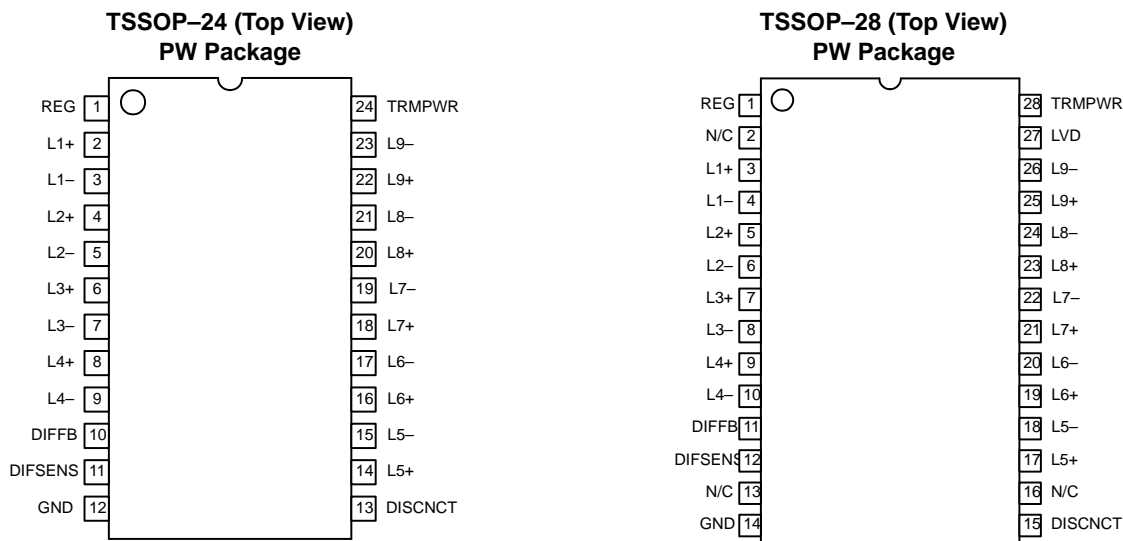 TSSOP–24 (Top View)
PW Package
REG 1
L1+ 2
L1– 3
L2+ 4
L2– 5
L3+ 6
L3– 7
L4+ 8
L4– 9
DIFFB 10
DIFSENS 11
GND 12
24 TRMPWR
23 L9–
22 L9+
21 L8–
20 L8+
19 L7–
18 L7+
17 L6–
16 L6+
15 L5–
14 L5+
13 DISCNCT
TSSOP–28 (Top View)
PW Package
REG 1
N/C 2
L1+ 3
L1– 4
L2+ 5
L2– 6
L3+ 7
L3– 8
L4+ 9
L4– 10
DIFFB 11
DIFSENS 12
N/C 13
GND 14
28 TRMPWR
27 LVD
26 L9–
25 L9+
24 L8–
23 L8+
22 L7–
21 L7+
20 L6–
19 L6+
18 L5–
17 L5+
16 N/C
15 DISCNCT